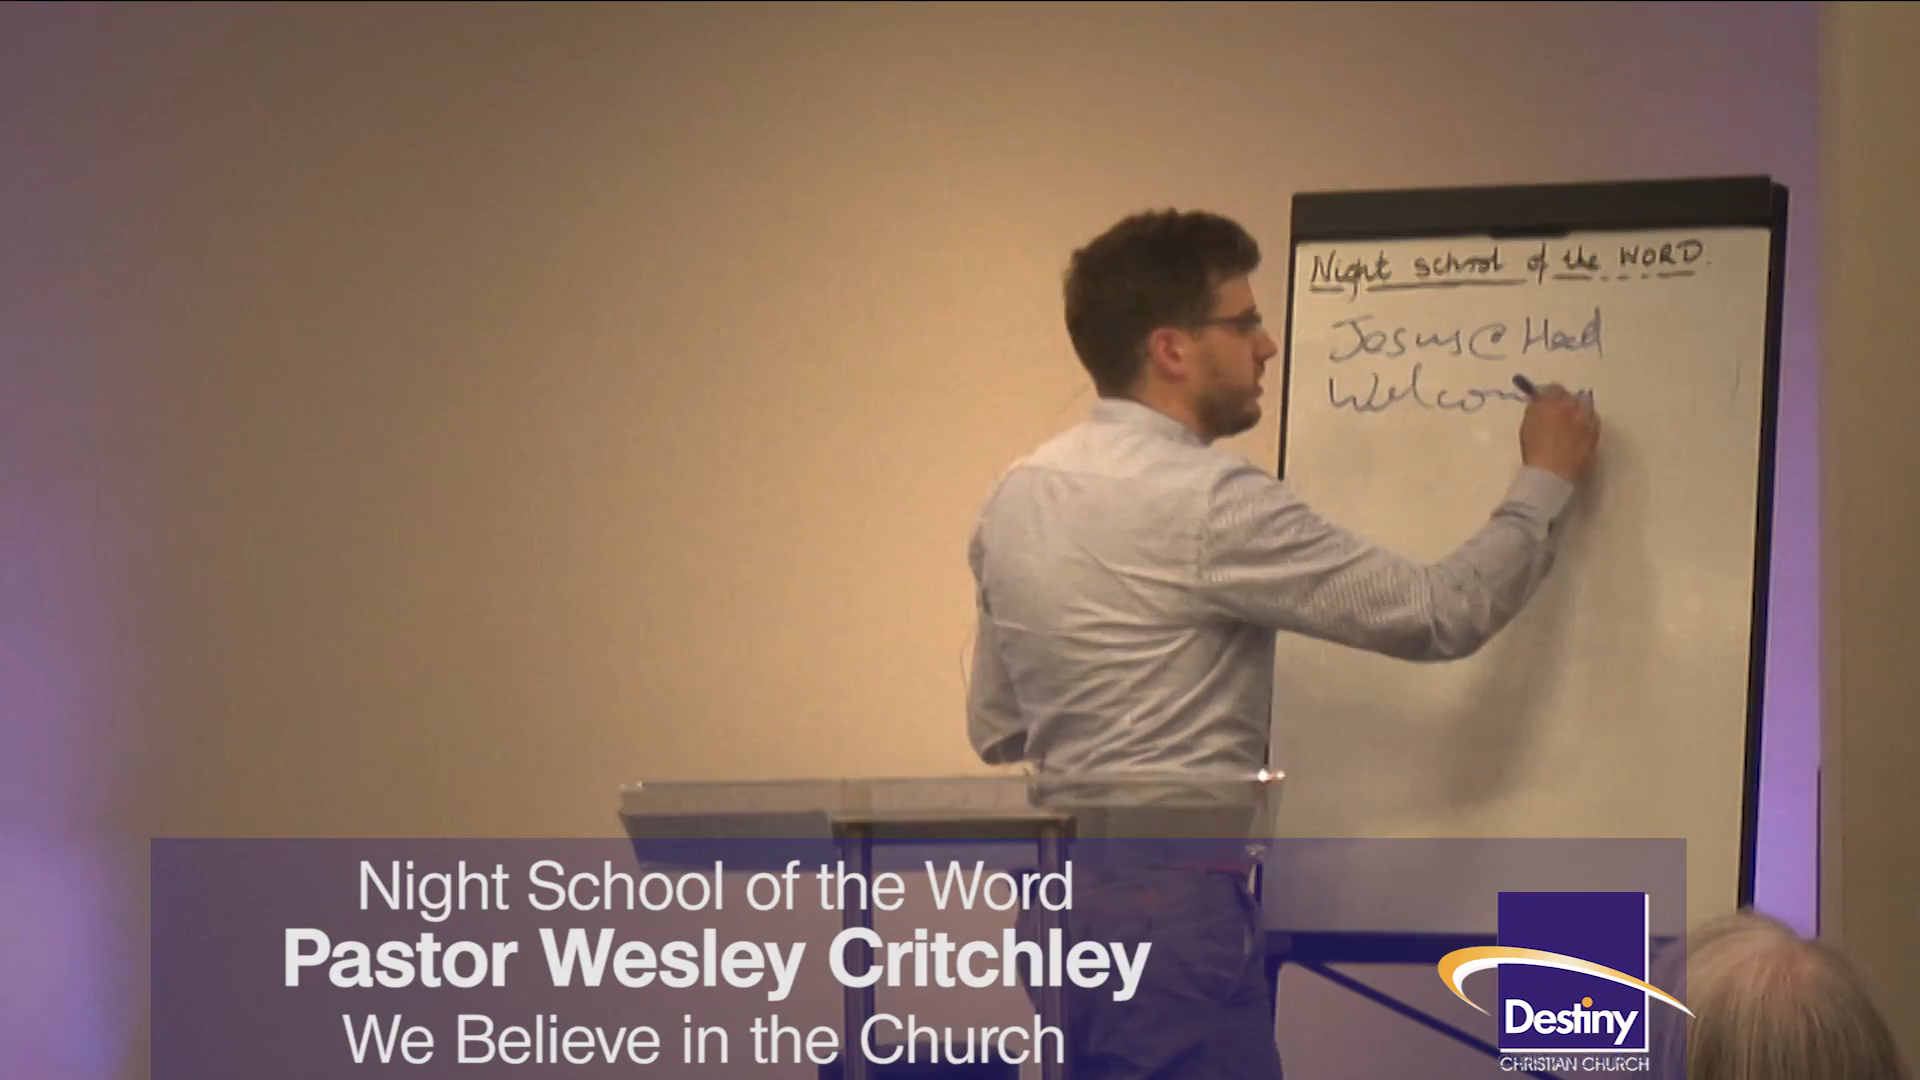 Night school of the WORD.
Jesus @ Head
Welcoming
Night School of the Word
Pastor Wesley Critchley
We Believe in the Church
Destiny
CHRISTIAN CHURCH